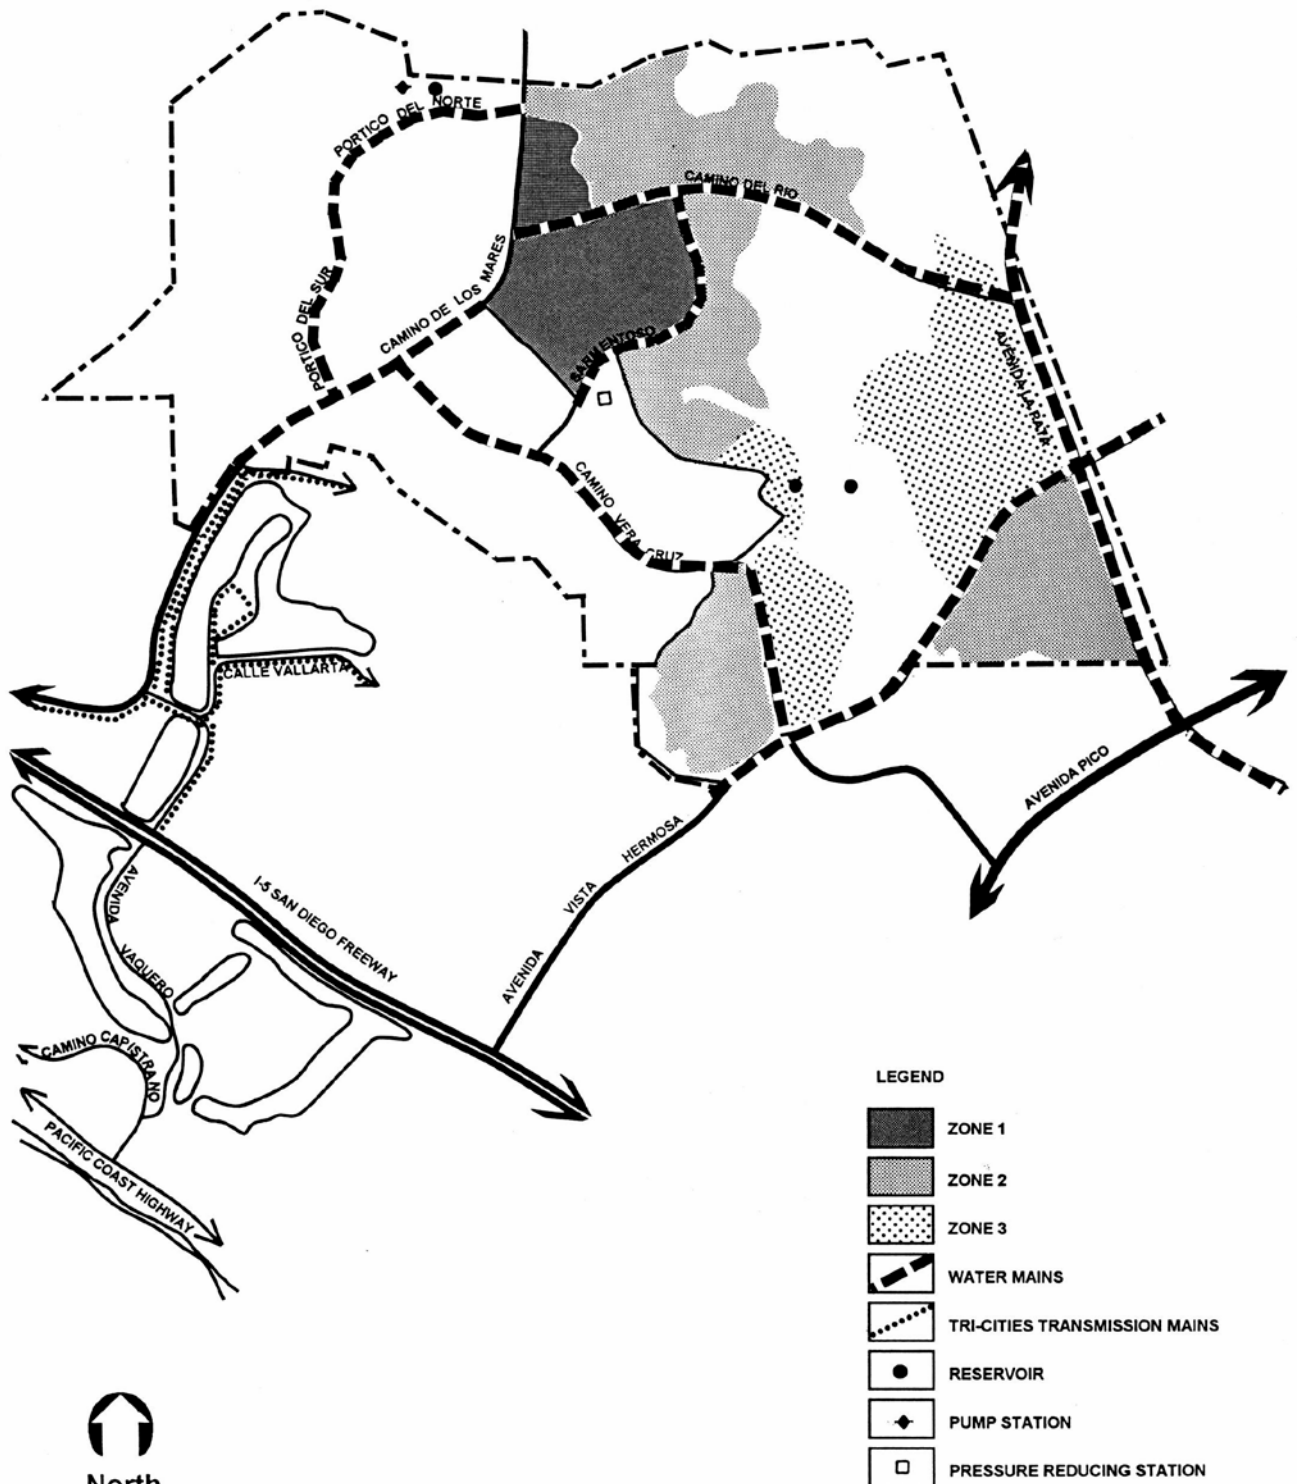 PORTICO DEL NORTE
CAMINO DEL RIO
PORTICO DEL SUR
CAMINO DE LOS MARES
SARMENTOSO
AVENIDA LA PATA
CAMINO VERA CRUZ
CALLE VALLARTA
AVENIDA PICO
AVENIDA VISTA HERMOSA
I-5 SAN DIEGO FREEWAY
AVENIDA VAQUERO
CAMINO CAPISTRANO
PACIFIC COAST HIGHWAY
LEGEND
ZONE 1
ZONE 2
ZONE 3
WATER MAINS
TRI-CITIES TRANSMISSION MAINS
RESERVOIR
PUMP STATION
PRESSURE REDUCING STATION
North